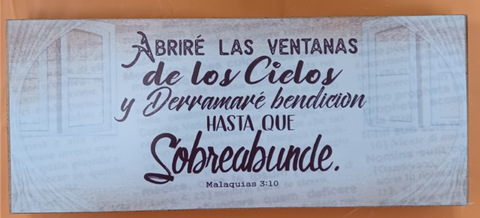 ABRIRÉ LAS VENTANAS
de los Cielos
y Derramaré bendicion
HASTA QUE
Sobreabunde.
Malaquias 3:10